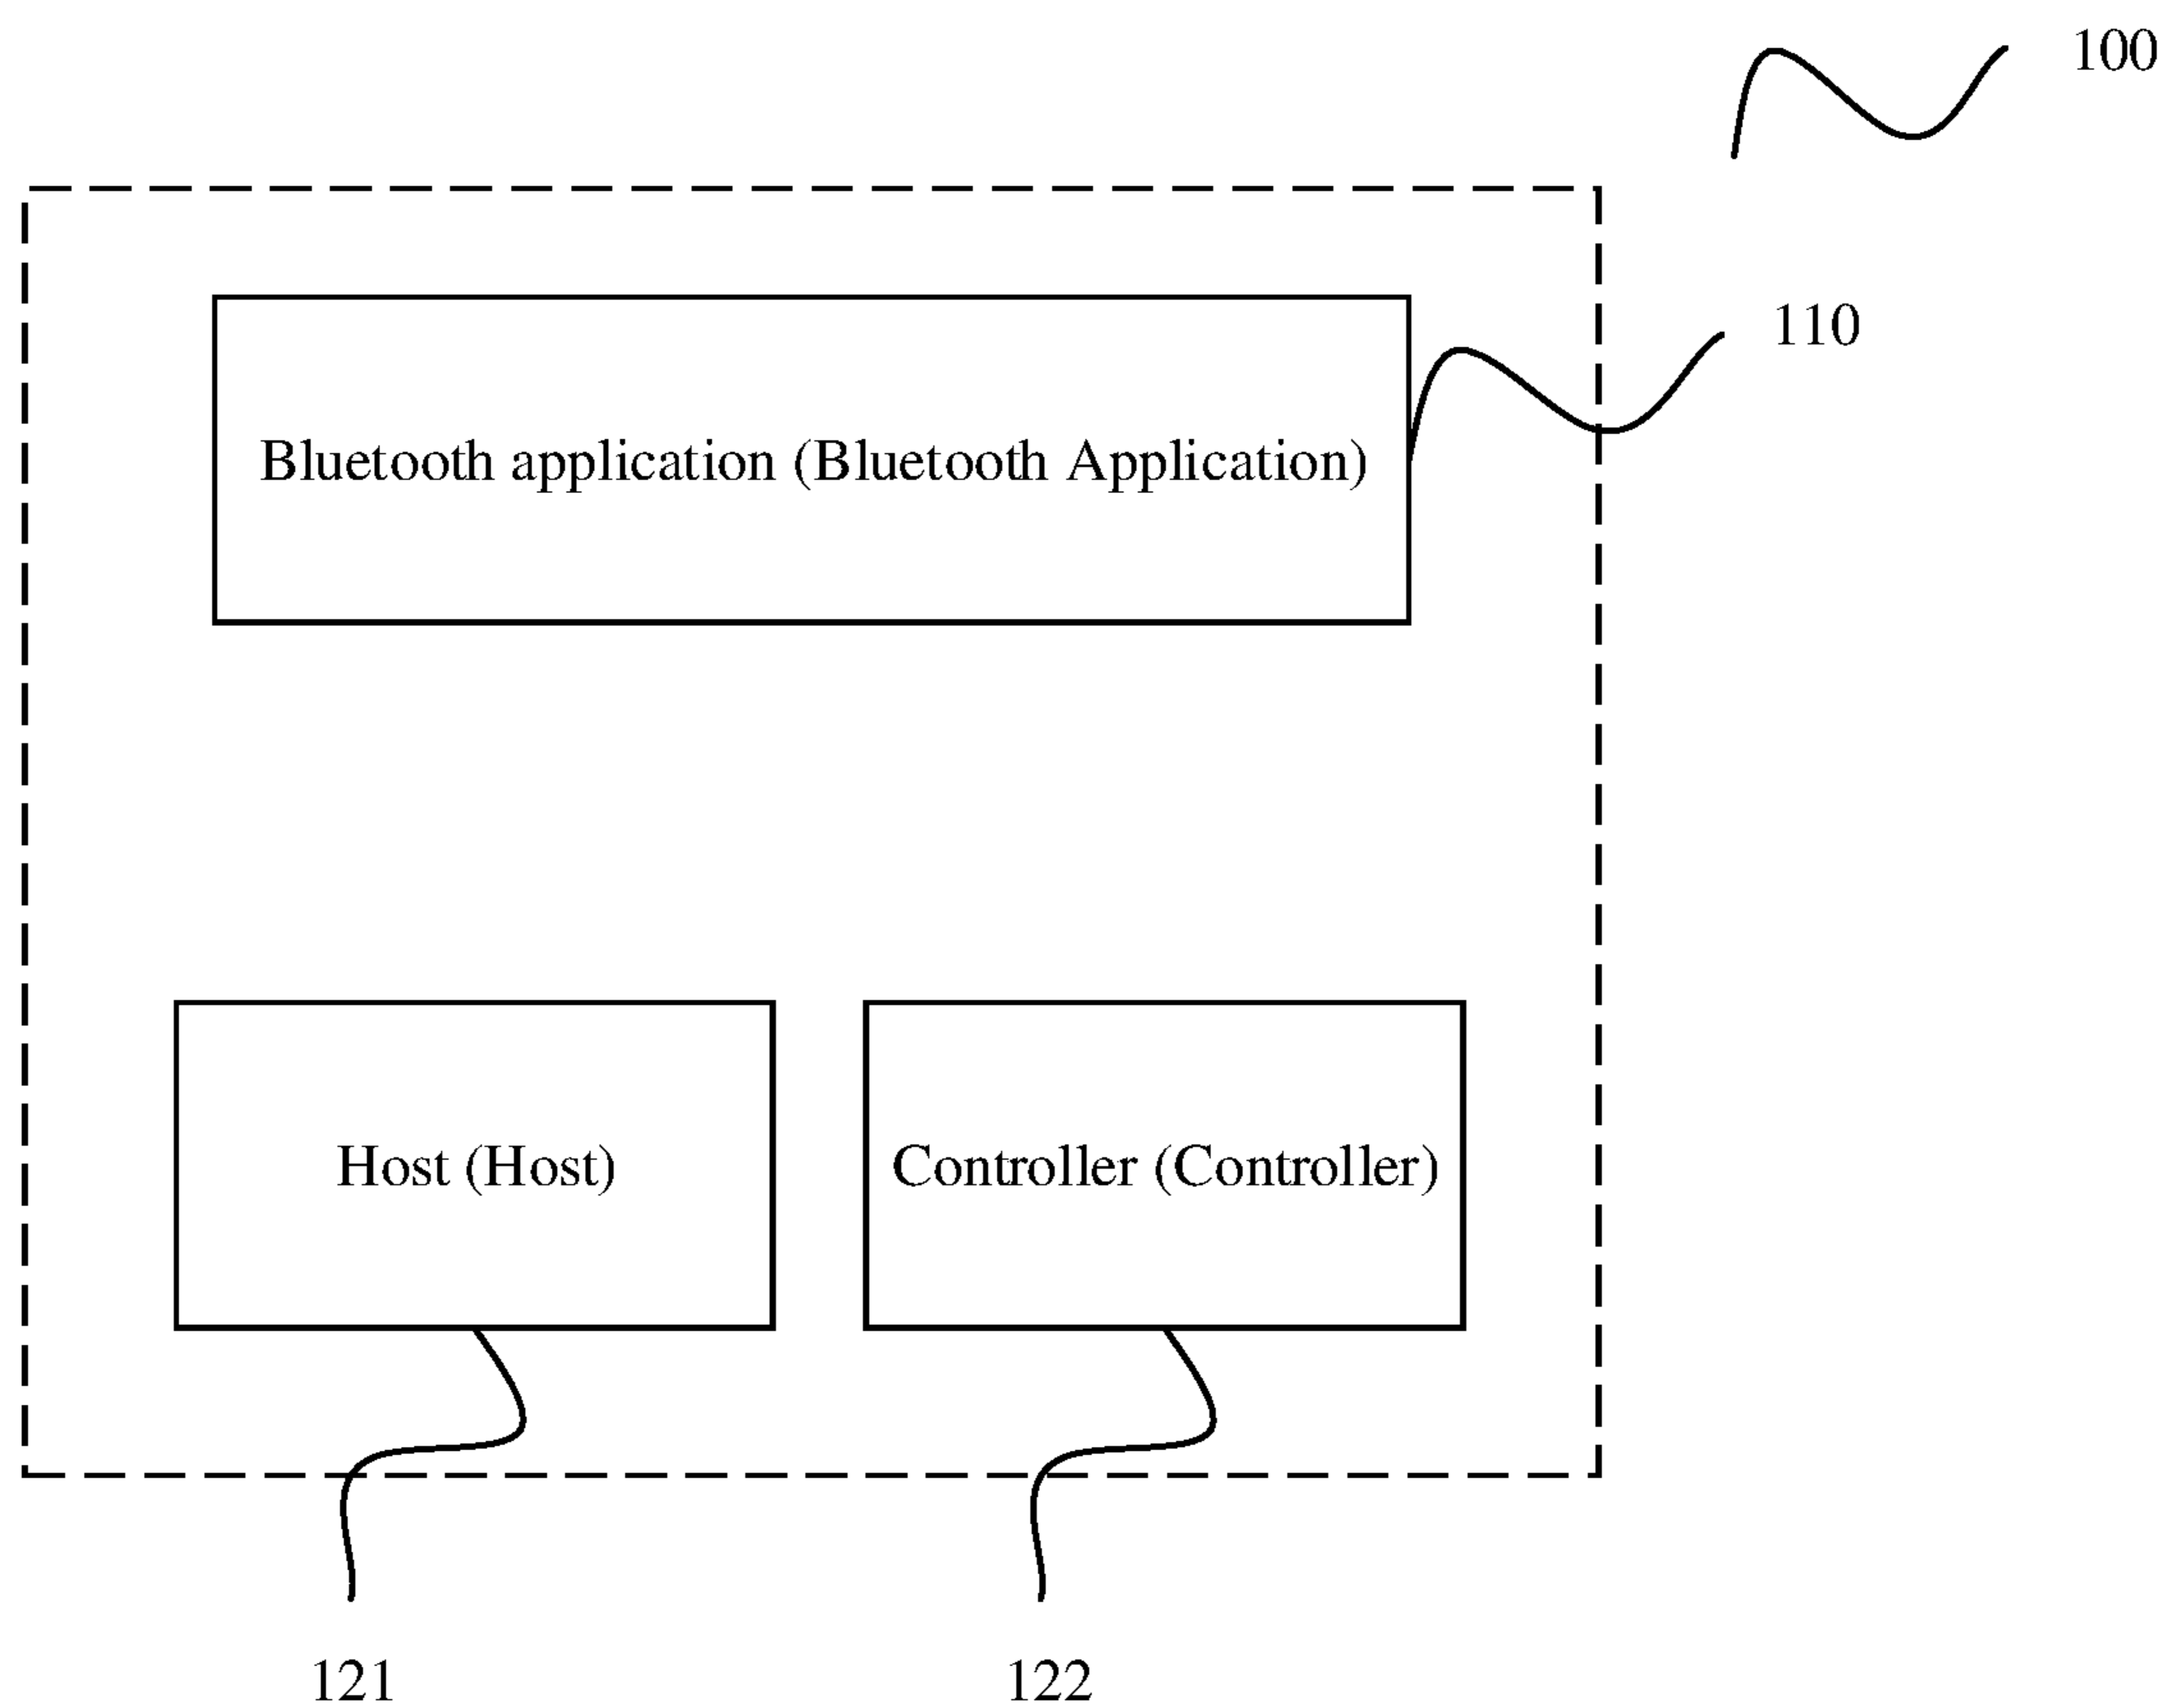 100
110
Bluetooth application (Bluetooth Application)
Host (Host)
Controller (Controller)
121
122